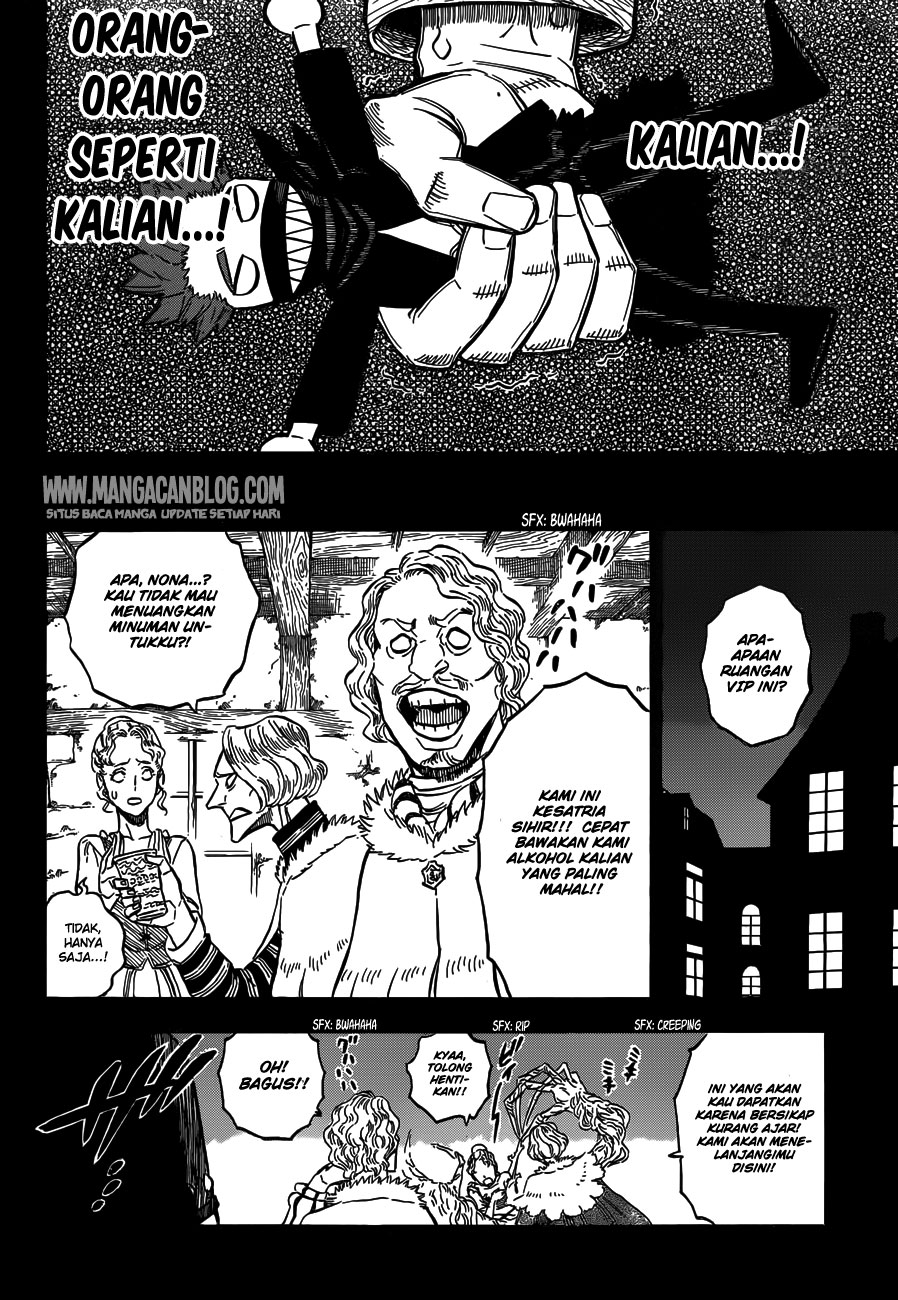 KALIAN...!
ORANG-
ORANG
SEPERTI
KALIAN...!
WWW.MANGACANBLOG.COM
SITUS BACA MANGA UPDATE SETIAP HARI
APA-
APAAN
RUANGAN
VIP INI?
SFX: BWAHAHA
グ
KAMI INI
KESATRIA
SIHIR!!! CEPAT
BAWAKAN KAMI
ALKOHOL KALIAN
YANG PALING
MAHAL!!
APA, NONA...?
KAU TIDAK MAU
MENUANGKAN
MINUMAN UN-
TUKKU?!
TIDAK,
HANYA
SAJA...!
SFX: CREEPING
INI YANG AKAN
KAU DAPATKAN
KARENA BERSIKAP
KURANG AJAR!
KAMI AKAN MENE-
LANJANGIMU
DISINI!
SFX: RIP
KYAA,
TOLONG
HENTI-
KAN!!
SFX: BWAHAHA
OH!
BAGUS!!